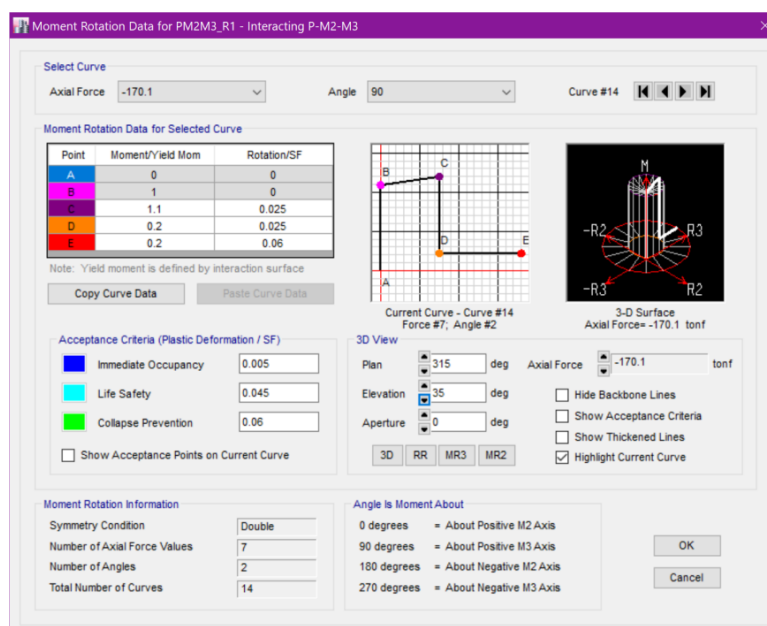 Moment Rotation Data for PM2M3_R1 - Interacting P-M2-M3
Select Curve
Axial Force -170.1 Angle 90 Curve #14
Moment Rotation Data for Selected Curve
Point Moment/Yield Mom Rotation/SF
A 0 0
B 1 0
C 1.1 0.025
D 0.2 0.025
E 0.2 0.06
Note: Yield moment is defined by interaction surface
Copy Curve Data Paste Curve Data
A
B
C
D
E
Current Curve - Curve #14
Force #7; Angle #2
M
-R2 R3
-R3 R2
3-D Surface
Axial Force= -170.1 tonf
Acceptance Criteria (Plastic Deformation / SF)
Immediate Occupancy 0.005
Life Safety 0.045
Collapse Prevention 0.06
Show Acceptance Points on Current Curve
3D View
Plan 315 deg
Elevation 35 deg
Aperture 0 deg
3D RR MR3 MR2
Axial Force -170.1 tonf
Hide Backbone Lines
Show Acceptance Criteria
Show Thickened Lines
Highlight Current Curve
Moment Rotation Information
Symmetry Condition Double
Number of Axial Force Values 7
Number of Angles 2
Total Number of Curves 14
Angle Is Moment About
0 degrees = About Positive M2 Axis
90 degrees = About Positive M3 Axis
180 degrees = About Negative M2 Axis
270 degrees = About Negative M3 Axis
OK
Cancel